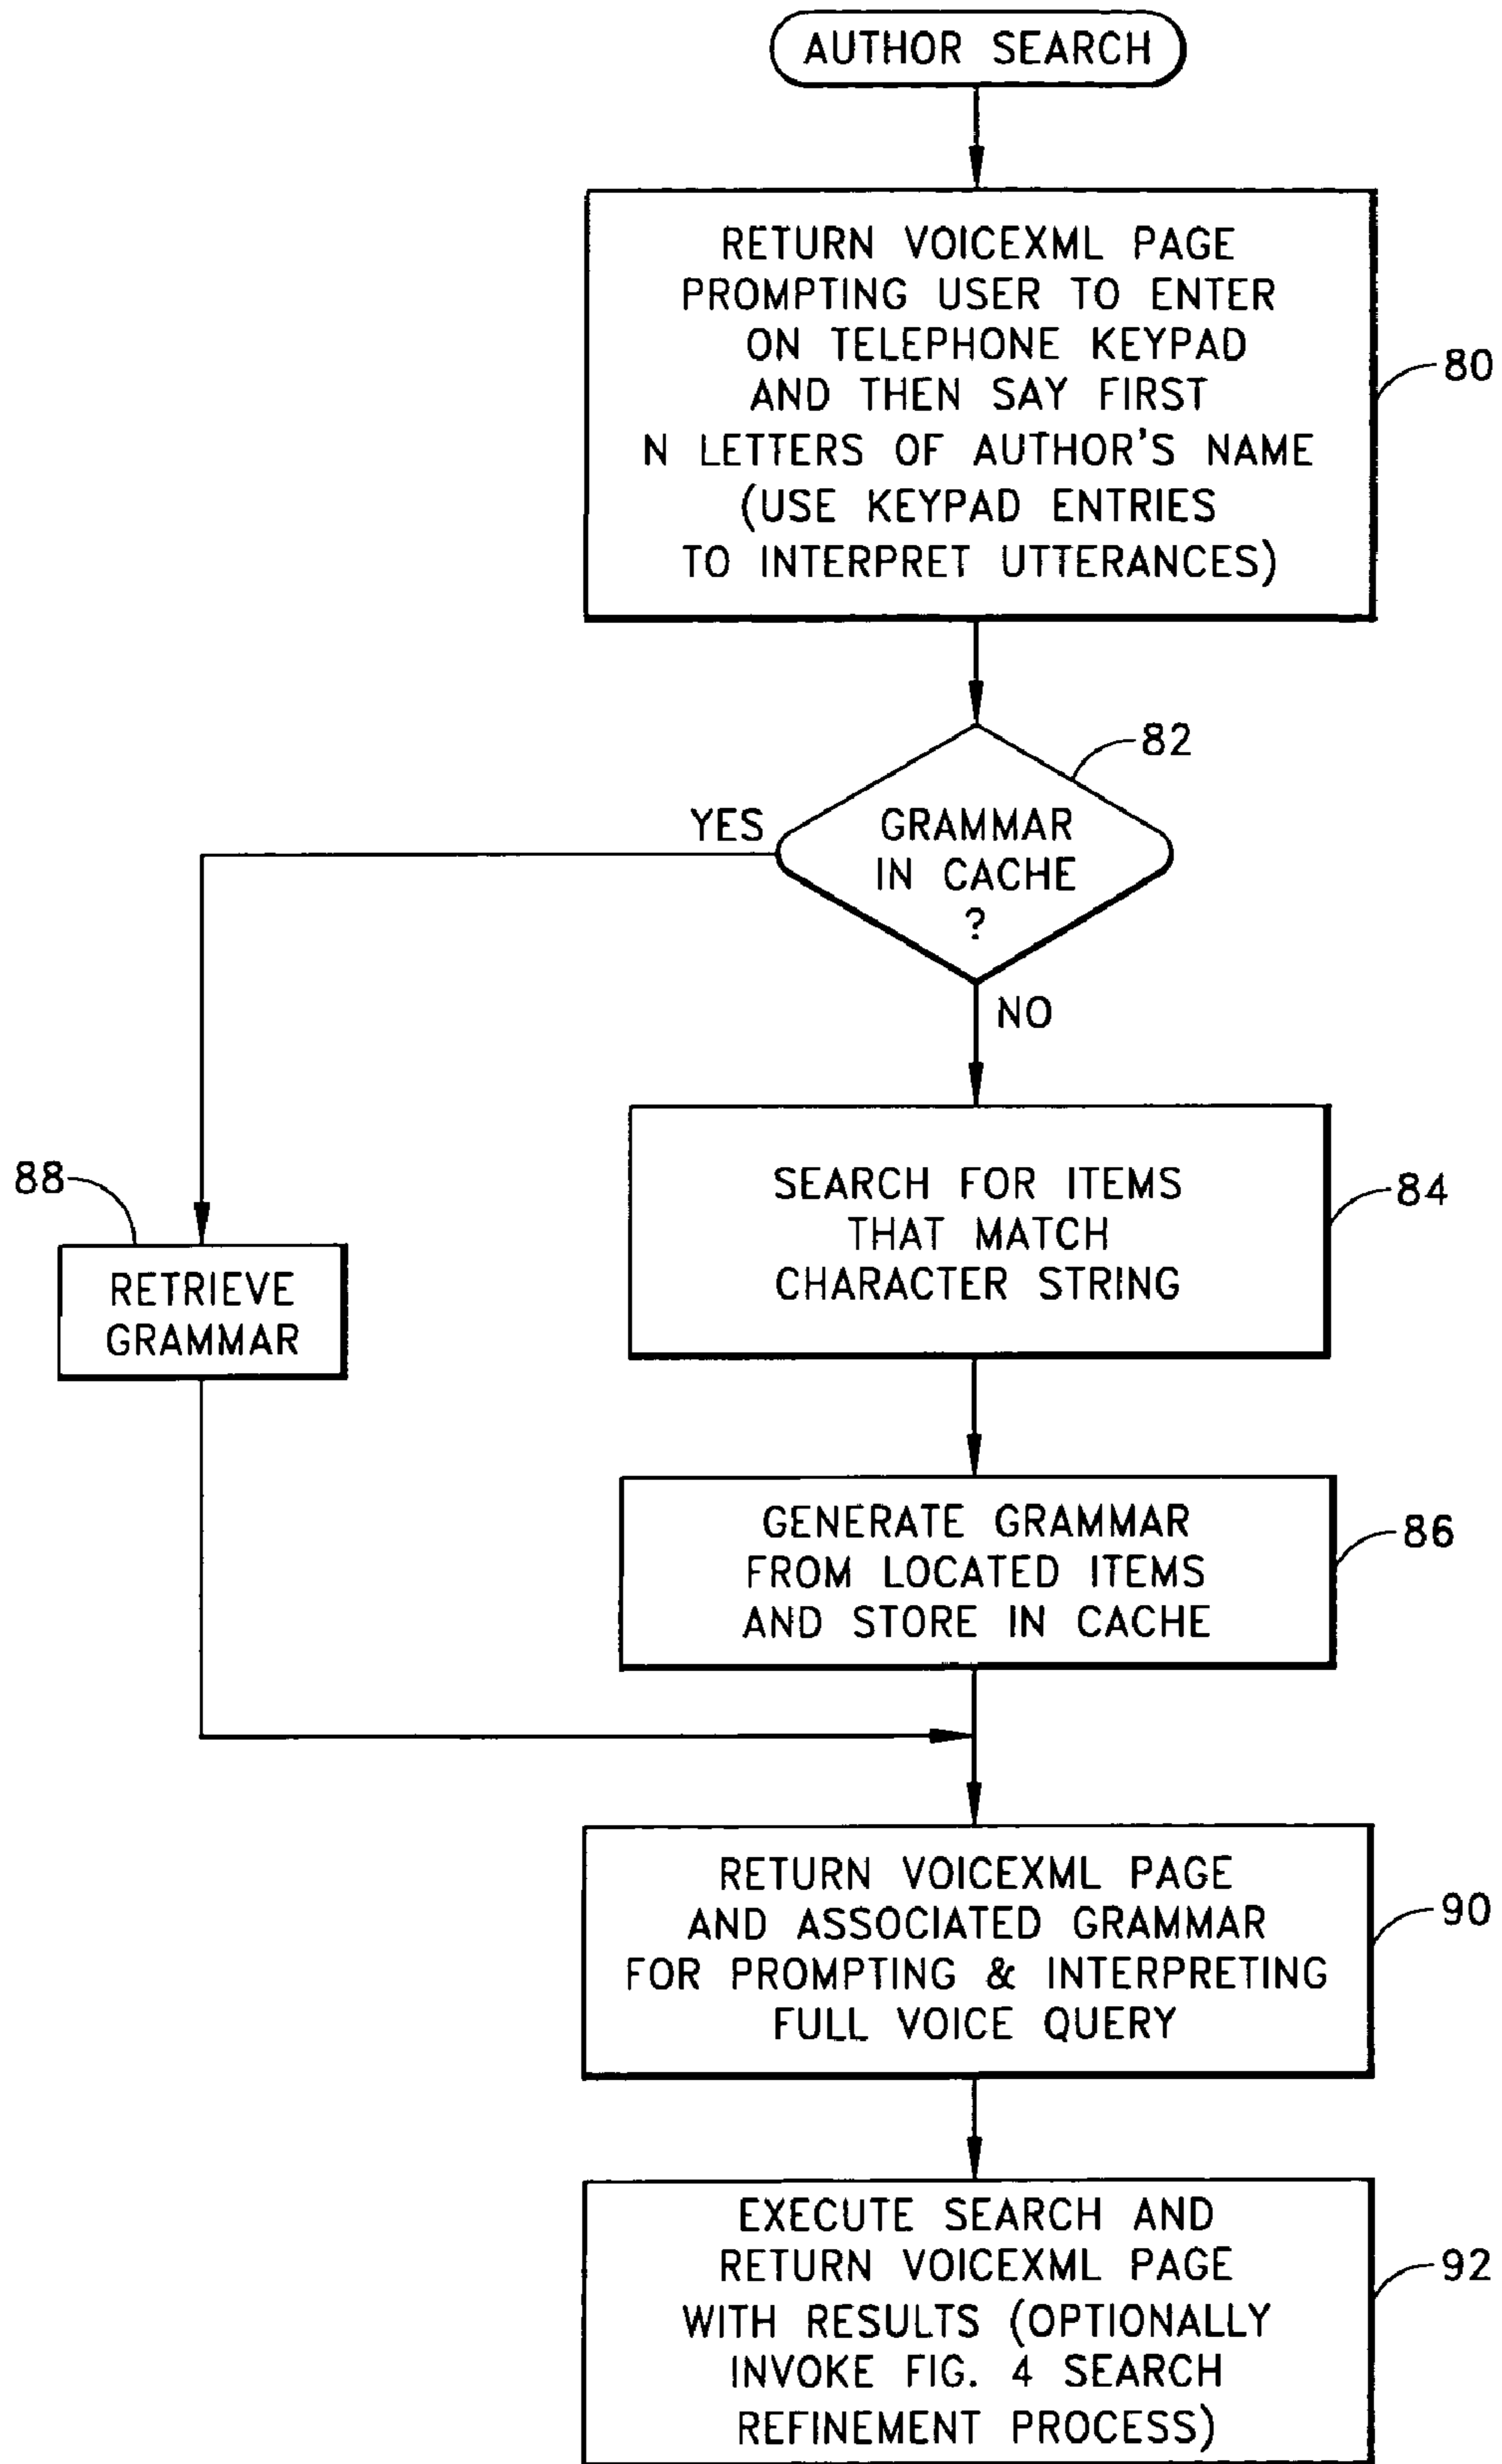 AUTHOR SEARCH
RETURN VOICEXML PAGE
PROMPTING USER TO ENTER
ON TELEPHONE KEYPAD
AND THEN SAY FIRST
N LETTERS OF AUTHOR'S NAME
(USE KEYPAD ENTRIES
TO INTERPRET UTTERANCES)
80
82
YES
GRAMMAR
IN CACHE
?
NO
88
RETRIEVE
GRAMMAR
SEARCH FOR ITEMS
THAT MATCH
CHARACTER STRING
84
GENERATE GRAMMAR
FROM LOCATED ITEMS
AND STORE IN CACHE
86
RETURN VOICEXML PAGE
AND ASSOCIATED GRAMMAR
FOR PROMPTING & INTERPRETING
FULL VOICE QUERY
90
EXECUTE SEARCH AND
RETURN VOICEXML PAGE
WITH RESULTS (OPTIONALLY
INVOKE FIG. 4 SEARCH
REFINEMENT PROCESS)
92